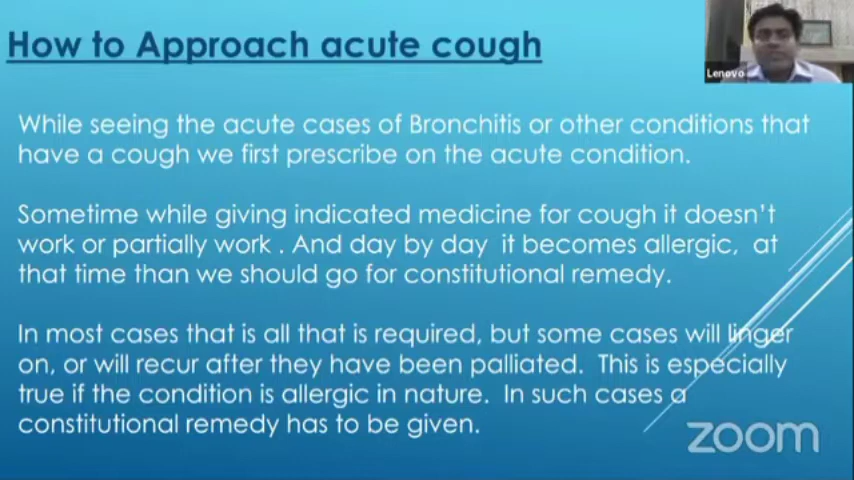 How to Approach acute cough
Lenovo
While seeing the acute cases of Bronchitis or other conditions that
have a cough we first prescribe on the acute condition.
Sometime while giving indicated medicine for cough it doesn't
work or partially work . And day by day it becomes allergic, at
that time than we should go for constitutional remedy.
In most cases that is all that is required, but some cases will linger
on, or will recur after they have been palliated. This is especially
true if the condition is allergic in nature. In such cases a
constitutional remedy has to be given.
zoom